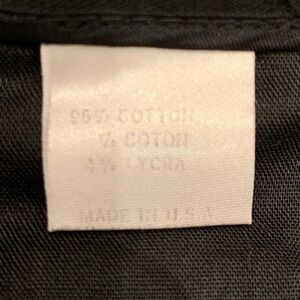 96% COTTON
% COTON
4% LYCRA
MADE IN U.S.A.